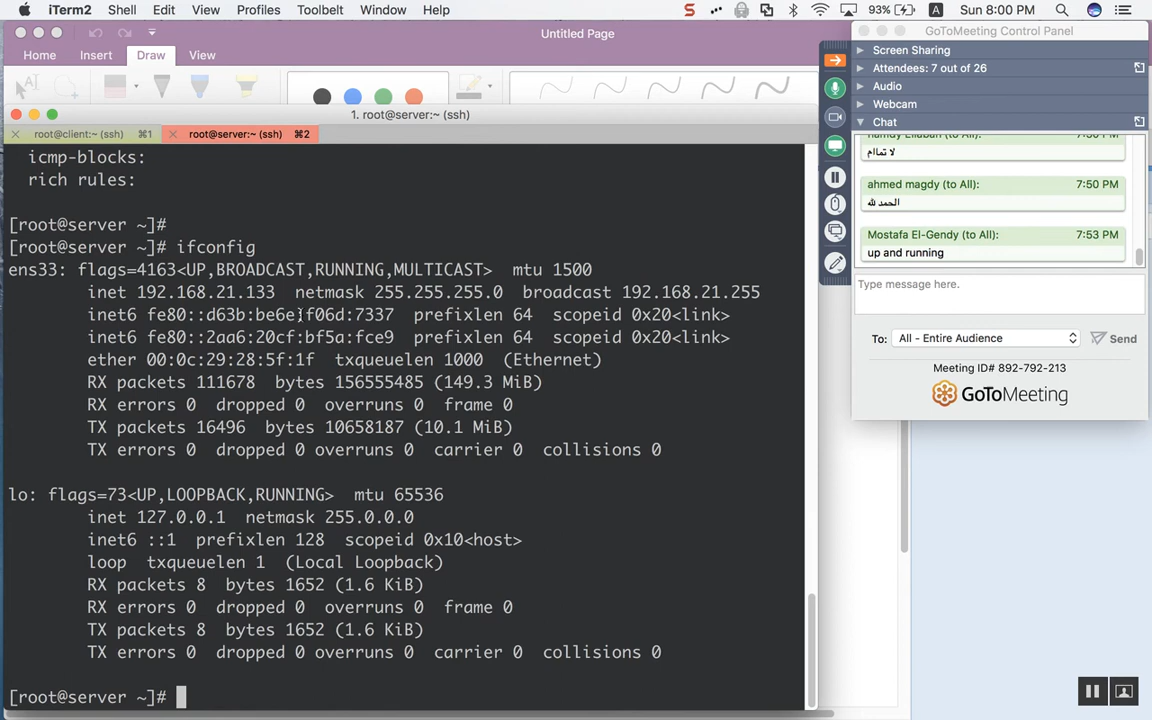 iTerm2 Shell Edit View Profiles Toolbelt Window Help
93% A Sun 8:00 PM
Untitled Page
Home Insert Draw View
1. root@server:~ (ssh)
root@client:~ (ssh) ⌘1 root@server:~ (ssh) ⌘2
icmp-blocks:
rich rules:
[root@server ~]#
[root@server ~]# ifconfig
ens33: flags=4163<UP,BROADCAST,RUNNING,MULTICAST> mtu 1500
inet 192.168.21.133 netmask 255.255.255.0 broadcast 192.168.21.255
inet6 fe80::d63b:be6e:f06d:7337 prefixlen 64 scopeid 0x20<link>
inet6 fe80::2aa6:20cf:bf5a:fce9 prefixlen 64 scopeid 0x20<link>
ether 00:0c:29:28:5f:1f txqueuelen 1000 (Ethernet)
RX packets 111678 bytes 156555485 (149.3 MiB)
RX errors 0 dropped 0 overruns 0 frame 0
TX packets 16496 bytes 10658187 (10.1 MiB)
TX errors 0 dropped 0 overruns 0 carrier 0 collisions 0
lo: flags=73<UP,LOOPBACK,RUNNING> mtu 65536
inet 127.0.0.1 netmask 255.0.0.0
inet6 ::1 prefixlen 128 scopeid 0x10<host>
loop txqueuelen 1 (Local Loopback)
RX packets 8 bytes 1652 (1.6 KiB)
RX errors 0 dropped 0 overruns 0 frame 0
TX packets 8 bytes 1652 (1.6 KiB)
TX errors 0 dropped 0 overruns 0 carrier 0 collisions 0
[root@server ~]#
GoToMeeting Control Panel
Screen Sharing
Attendees: 7 out of 26
Audio
Webcam
Chat
hamdy Ellaban (to All): 7:50 PM
لا تماام
ahmed magdy (to All): 7:50 PM
الحمد لله
Mostafa El-Gendy (to All): 7:53 PM
up and running
Type message here.
To: All - Entire Audience Send
Meeting ID# 892-792-213
GoToMeeting